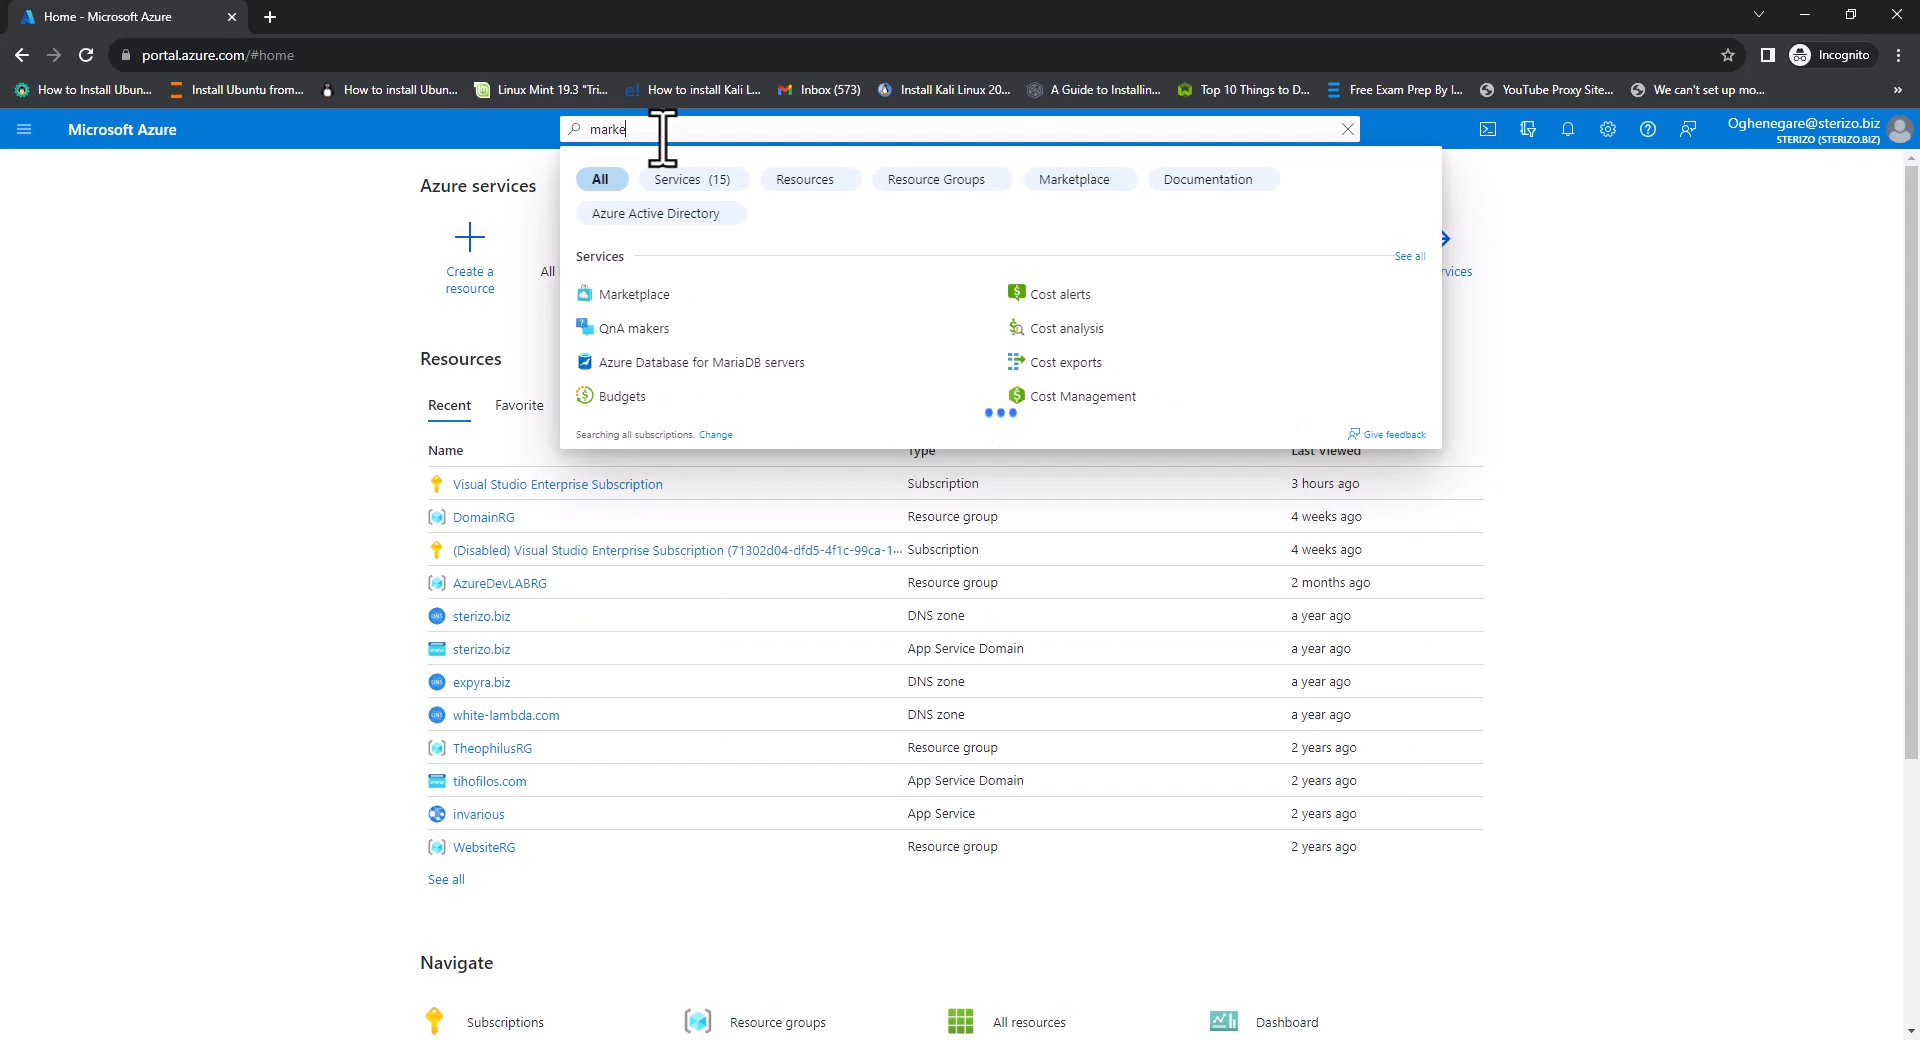 Home - Microsoft Azure
portal.azure.com/#home
Incognito
How to Install Ubun...
Install Ubuntu from...
How to install Ubun...
Linux Mint 19.3 "Tri...
How to install Kali L...
Inbox (573)
Install Kali Linux 20...
A Guide to Installin...
Top 10 Things to D...
Free Exam Prep By I...
YouTube Proxy Site...
We can't set up mo...
»
Microsoft Azure
marke
Oghenegare@sterizo.biz
STERIZO (STERIZO.BIZ)
All
Services (15)
Resources
Resource Groups
Marketplace
Documentation
Azure Active Directory
Services
See all
Marketplace
Cost alerts
QnA makers
Cost analysis
Azure Database for MariaDB servers
Cost exports
Budgets
Cost Management
Searching all subscriptions. Change
Give feedback
Azure services
Create a
resource
All
rvices
Resources
Recent
Favorite
Name
Type
Last Viewed
Visual Studio Enterprise Subscription
Subscription
3 hours ago
DomainRG
Resource group
4 weeks ago
(Disabled) Visual Studio Enterprise Subscription (71302d04-dfd5-4f1c-99ca-1...
Subscription
4 weeks ago
AzureDevLABRG
Resource group
2 months ago
sterizo.biz
DNS zone
a year ago
sterizo.biz
App Service Domain
a year ago
expyra.biz
DNS zone
a year ago
white-lambda.com
DNS zone
a year ago
TheophilusRG
Resource group
2 years ago
tihofilos.com
App Service Domain
2 years ago
invarious
App Service
2 years ago
WebsiteRG
Resource group
2 years ago
See all
Navigate
Subscriptions
Resource groups
All resources
Dashboard